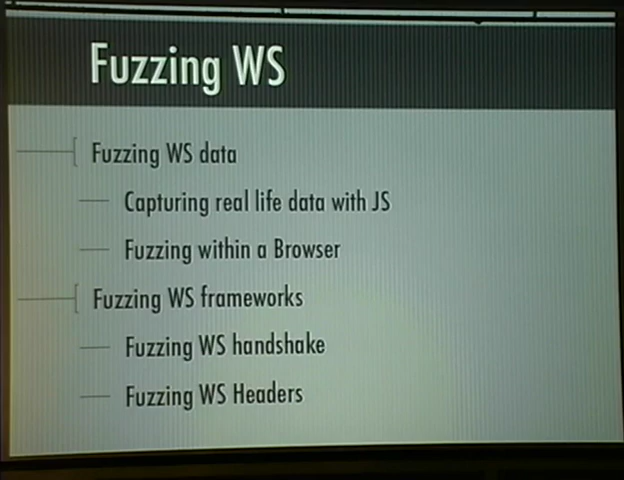 Fuzzing WS
Fuzzing WS data
Capturing real life data with JS
Fuzzing within a Browser
Fuzzing WS frameworks
Fuzzing WS handshake
Fuzzing WS Headers